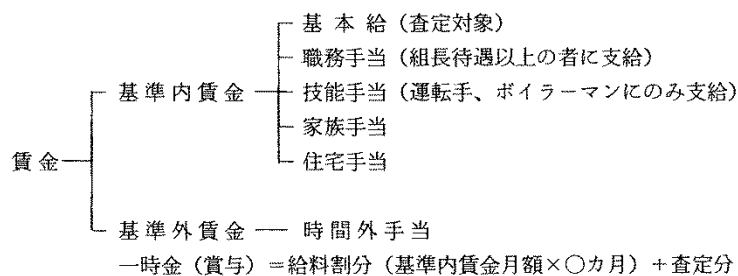 基本給(査定対象)
職務手当(組長待遇以上の者に支給)
基準内賃金 技能手当(運転手、ボイラーマンにのみ支給)
家族手当
賃金 住宅手当
基準外賃金 時間外手当
一時金(賞与)=給料割分(基準内賃金月額×○カ月)+査定分